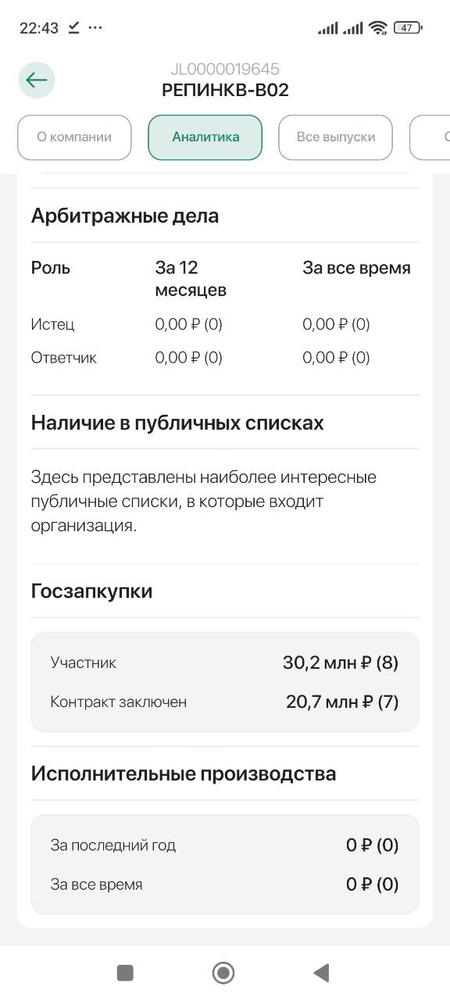 22:43 ...
47
JL0000019645
РЕПИНКВ-В02
О компании
Аналитика
Все выпуски
С
Арбитражные дела
Роль За 12 месяцев За все время
Истец 0,00 ₽ (0) 0,00 ₽ (0)
Ответчик 0,00 ₽ (0) 0,00 ₽ (0)
Наличие в публичных списках
Здесь представлены наиболее интересные
публичные списки, в которые входит
организация.
Госзапкупки
Участник 30,2 млн ₽ (8)
Контракт заключен 20,7 млн ₽ (7)
Исполнительные производства
За последний год 0 ₽ (0)
За все время 0 ₽ (0)